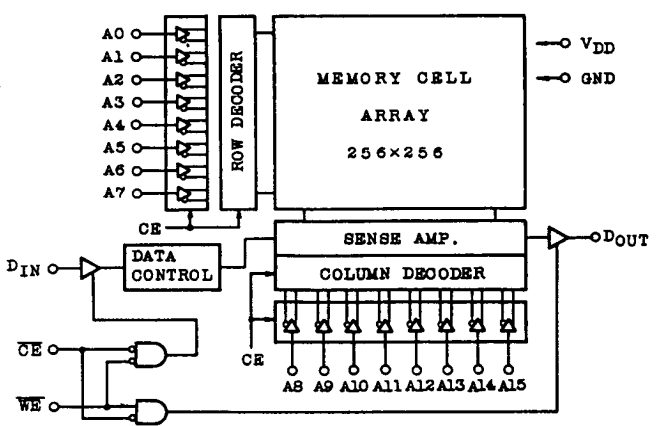 A0
A1
A2
A3
A4
A5
A6
A7
ROW DECODER
MEMORY CELL
ARRAY
256×256
VDD
GND
CE
SENSE AMP.
DOUT
DIN
DATA
CONTROL
COLUMN DECODER
CE
CE
A8 A9 A10 A11 A12 A13 A14 A15
WE